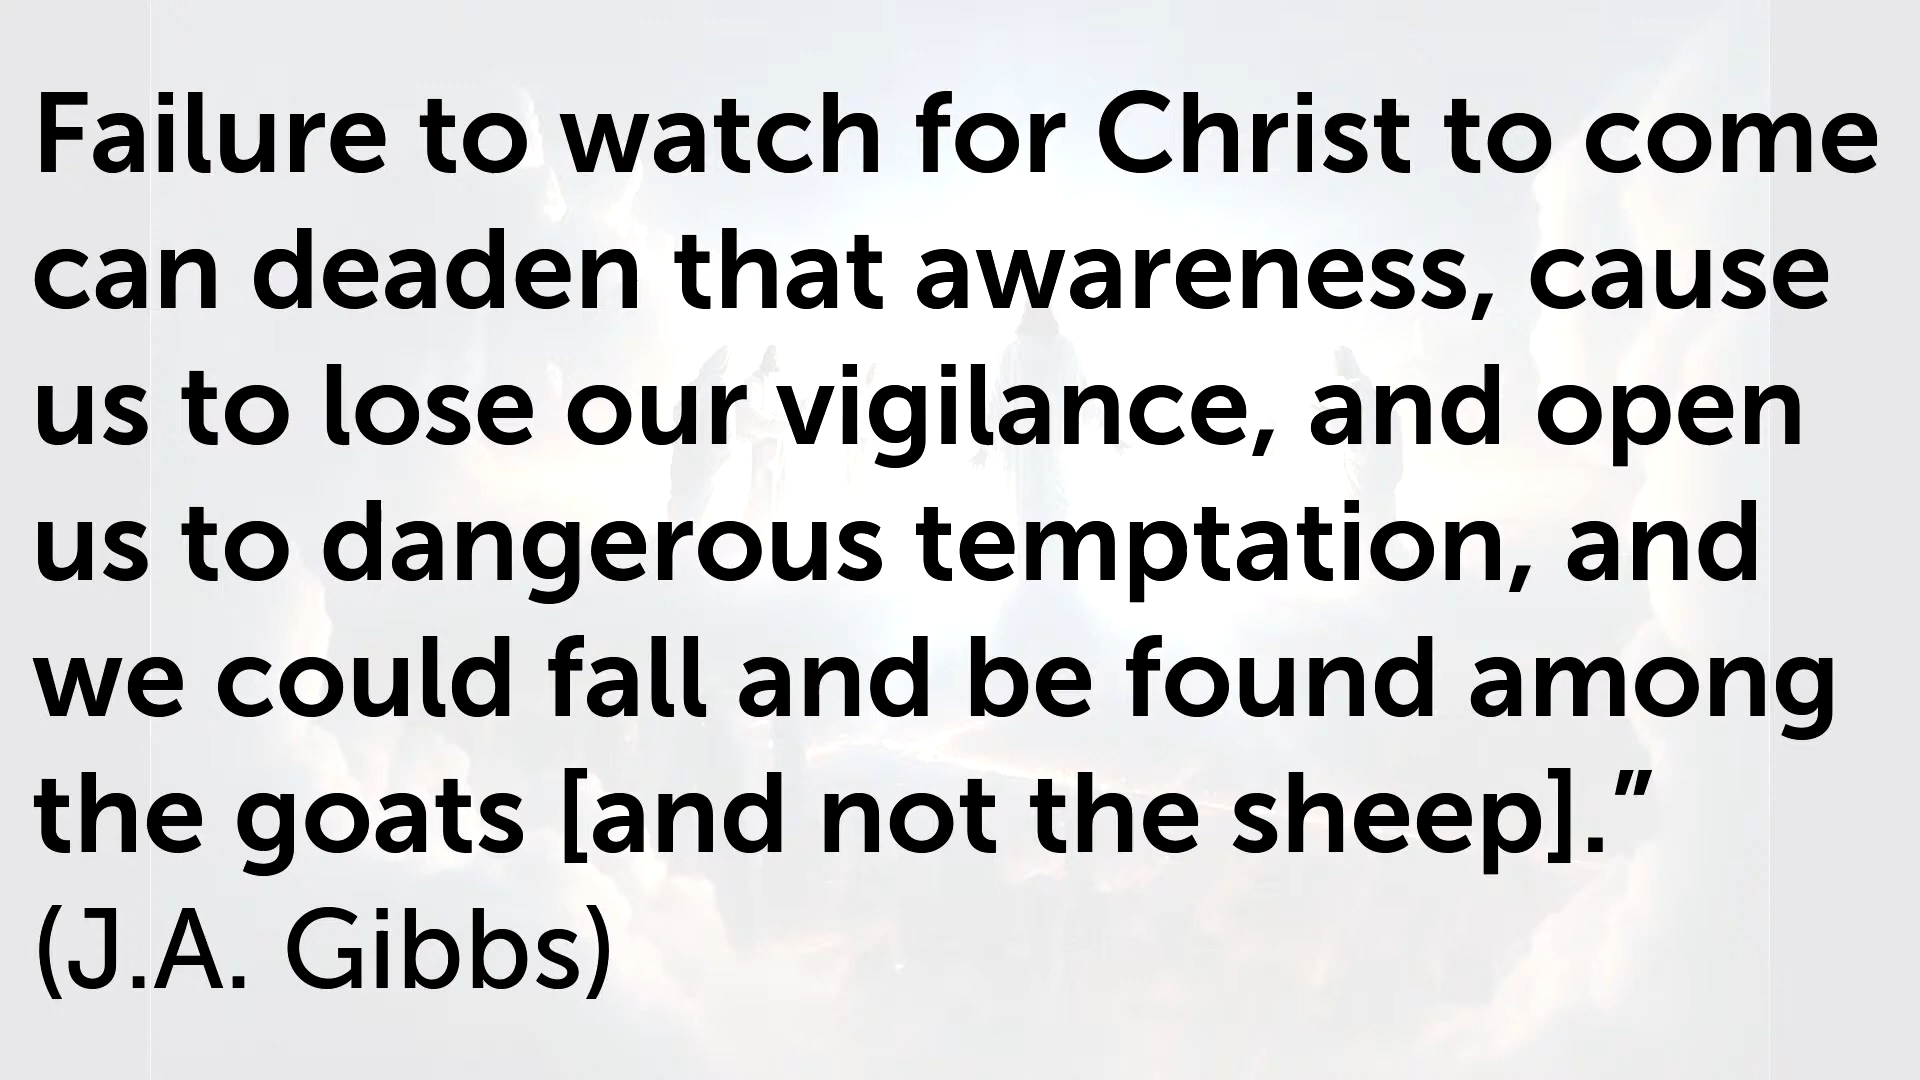 Failure to watch for Christ to come
can deaden that awareness, cause
us to lose our vigilance, and open
us to dangerous temptation, and
we could fall and be found among
the goats [and not the sheep].”
(J.A. Gibbs)